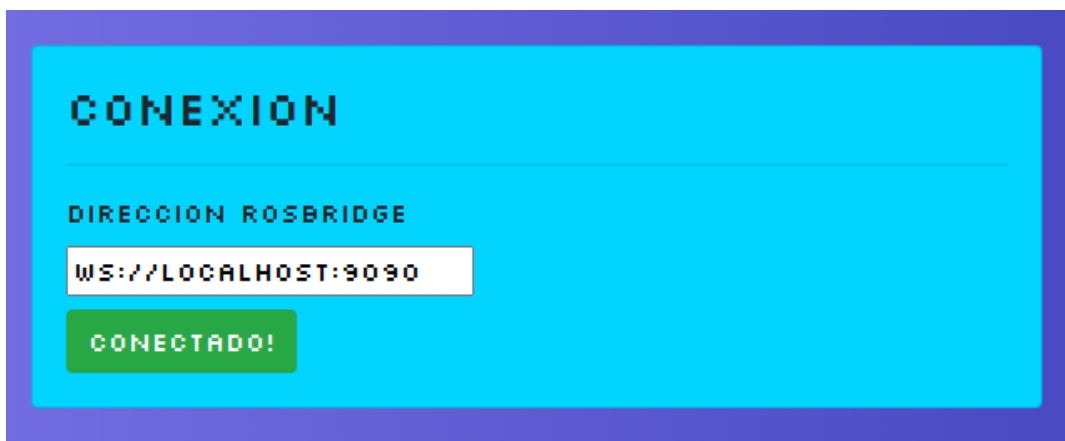 CONEXION
DIRECCION ROSBRIDGE
WS://LOCALHOST:9090
CONECTADO!